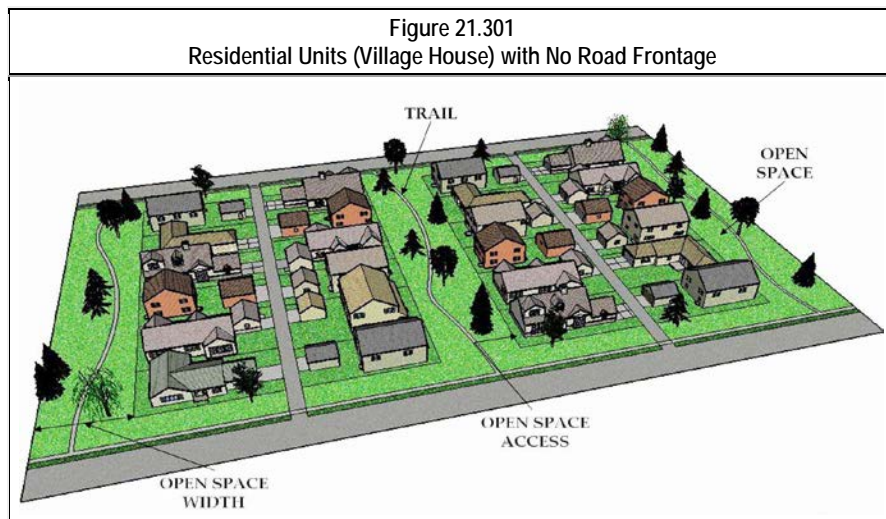 Figure 21.301
Residential Units (Village House) with No Road Frontage
TRAIL
OPEN
SPACE
OPEN SPACE
ACCESS
OPEN SPACE
WIDTH